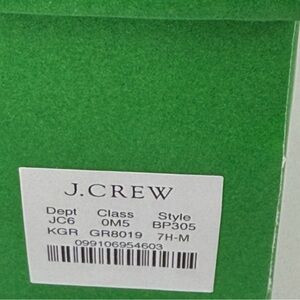 J.CREW
Dept Class Style
JC6 0M5 BP305
KGR GR8019 7H-M
099106954603